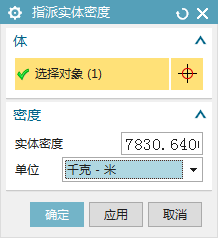 指派实体密度
体
选择对象 (1)
密度
实体密度 7830.640
单位 千克 - 米
确定 应用 取消